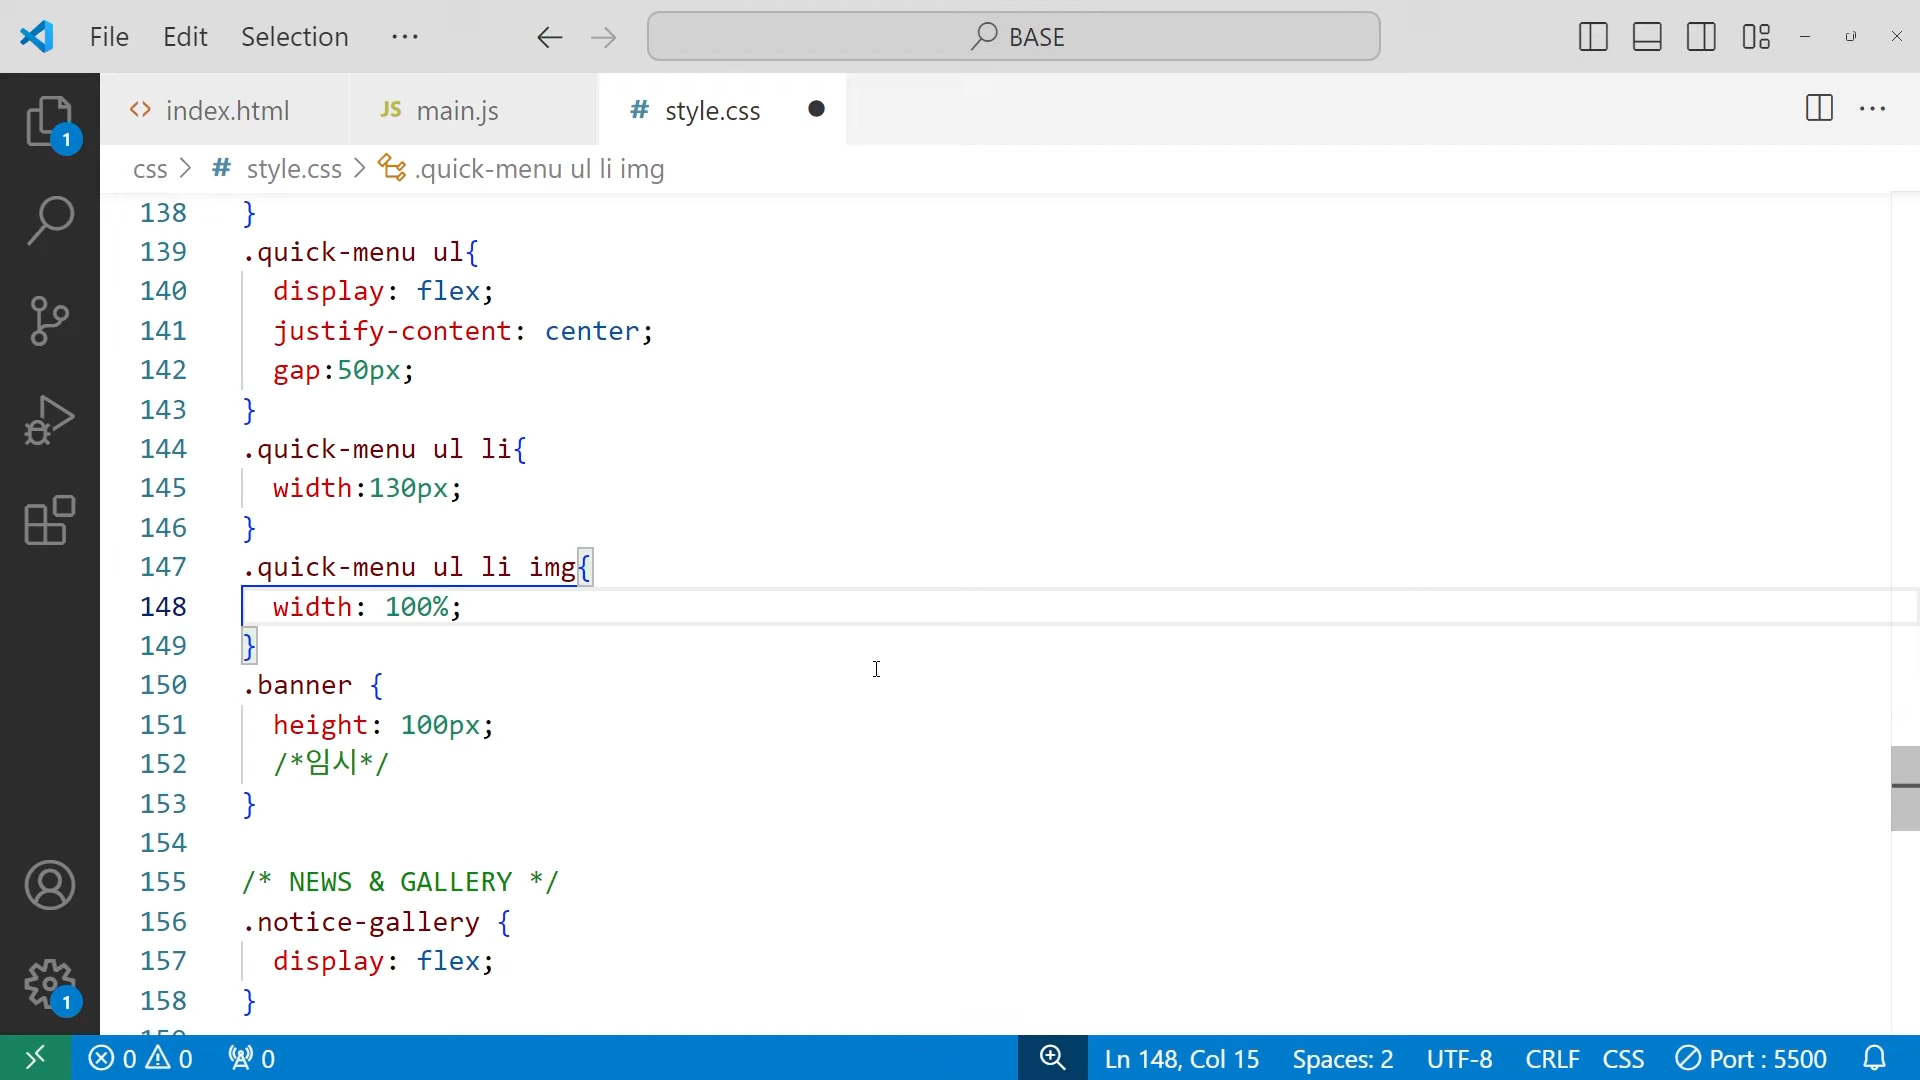 File Edit Selection ··· BASE
index.html JS main.js # style.css
css > # style.css > .quick-menu ul li img
138 }
139 .quick-menu ul{
140 display: flex;
141 justify-content: center;
142 gap:50px;
143 }
144 .quick-menu ul li{
145 width:130px;
146 }
147 .quick-menu ul li img{
148 width: 100%;
149 }
150 .banner {
151 height: 100px;
152 /*임시*/
153 }
154
155 /* NEWS & GALLERY */
156 .notice-gallery {
157 display: flex;
158 }
1
1
0 0 0 Ln 148, Col 15 Spaces: 2 UTF-8 CRLF CSS Port : 5500